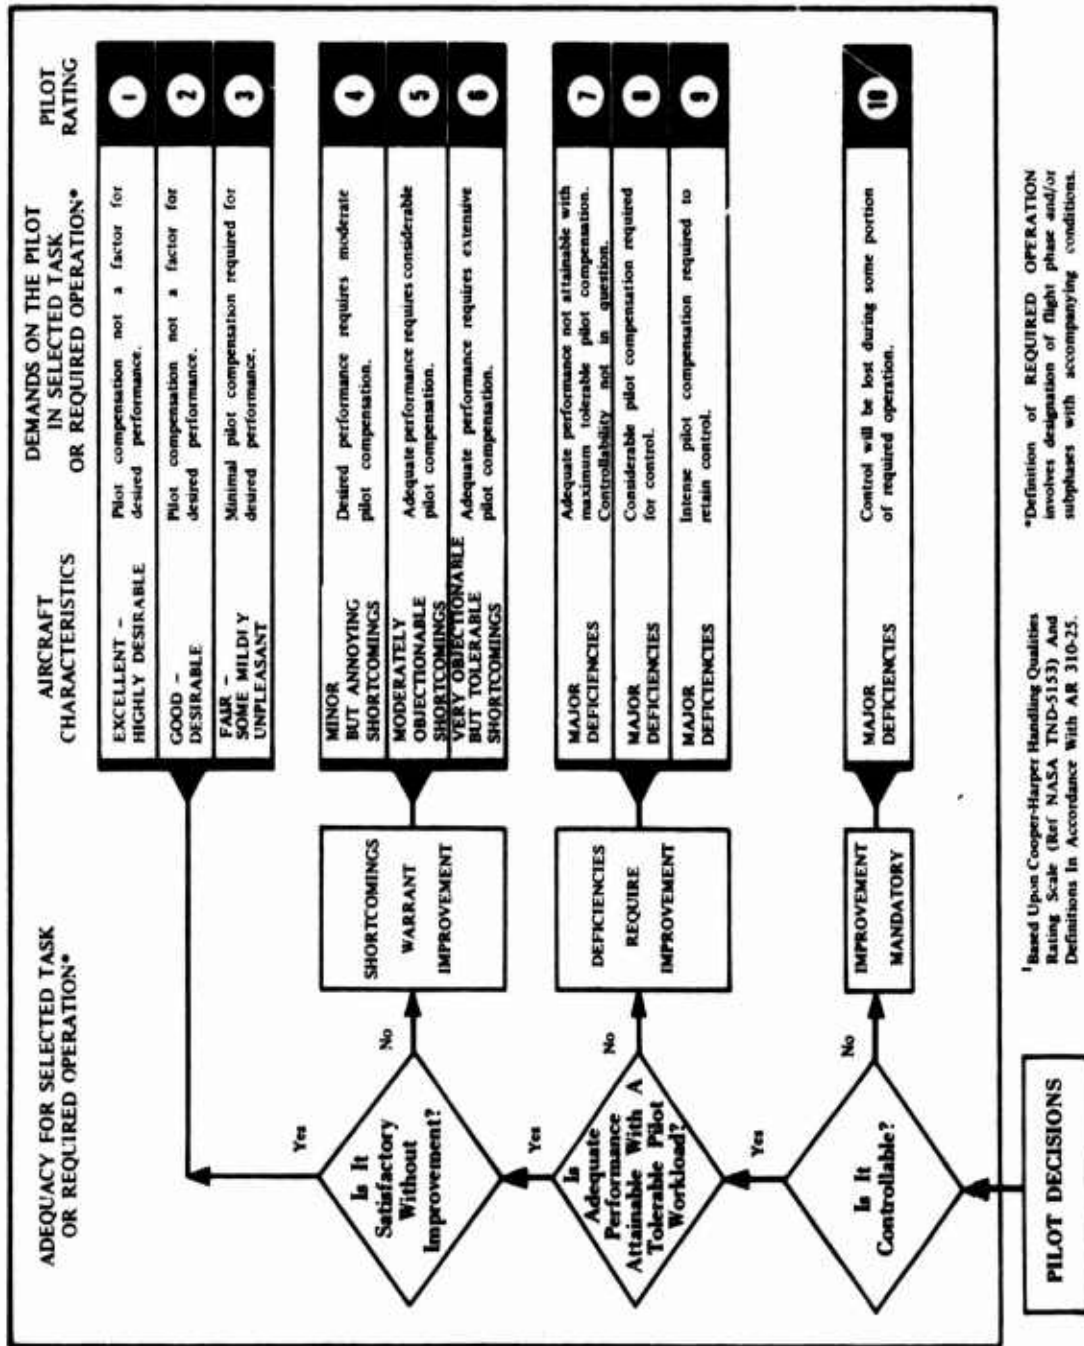 ADEQUACY FOR SELECTED TASK
OR REQUIRED OPERATION*
AIRCRAFT
CHARACTERISTICS
DEMANDS ON THE PILOT
IN SELECTED TASK
OR REQUIRED OPERATION*
PILOT
RATING
EXCELLENT –
HIGHLY DESIRABLE
Pilot compensation not a factor for
desired performance.
1
GOOD –
DESIRABLE
Pilot compensation not a factor for
desired performance.
2
FAIR –
SOME MILDLY
UNPLEASANT
Minimal pilot compensation required for
desired performance.
3
Yes
Is It
Satisfactory
Without
Improvement?
No
SHORTCOMINGS
WARRANT
IMPROVEMENT
MINOR
BUT ANNOYING
SHORTCOMINGS
Desired performance requires moderate
pilot compensation.
4
MODERATELY
OBJECTIONABLE
SHORTCOMINGS
Adequate performance requires considerable
pilot compensation.
5
VERY OBJECTIONABLE
BUT TOLERABLE
SHORTCOMINGS
Adequate performance requires extensive
pilot compensation.
6
Yes
Is
Adequate
Performance
Attainable With A
Tolerable Pilot
Workload?
No
DEFICIENCIES
REQUIRE
IMPROVEMENT
MAJOR
DEFICIENCIES
Adequate performance not attainable with
maximum tolerable pilot compensation.
Controllability not in question.
7
MAJOR
DEFICIENCIES
Considerable pilot compensation required
for control.
8
MAJOR
DEFICIENCIES
Intense pilot compensation required to
retain control.
9
Yes
Is It
Controllable?
No
IMPROVEMENT
MANDATORY
MAJOR
DEFICIENCIES
Control will be lost during some portion
of required operation.
10
PILOT DECISIONS
1Based Upon Cooper-Harper Handling Qualities
Rating Scale (Ref NASA TND-5153) And
Definitions In Accordance With AR 310-25.
*Definition of REQUIRED OPERATION
involves designation of flight phase and/or
subphases with accompanying conditions.